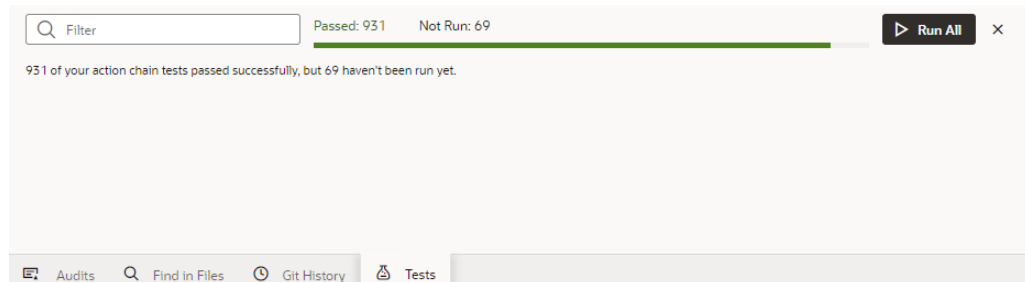 Filter Passed: 931 Not Run: 69 Run All
931 of your action chain tests passed successfully, but 69 haven't been run yet.
Audits Find in Files Git History Tests